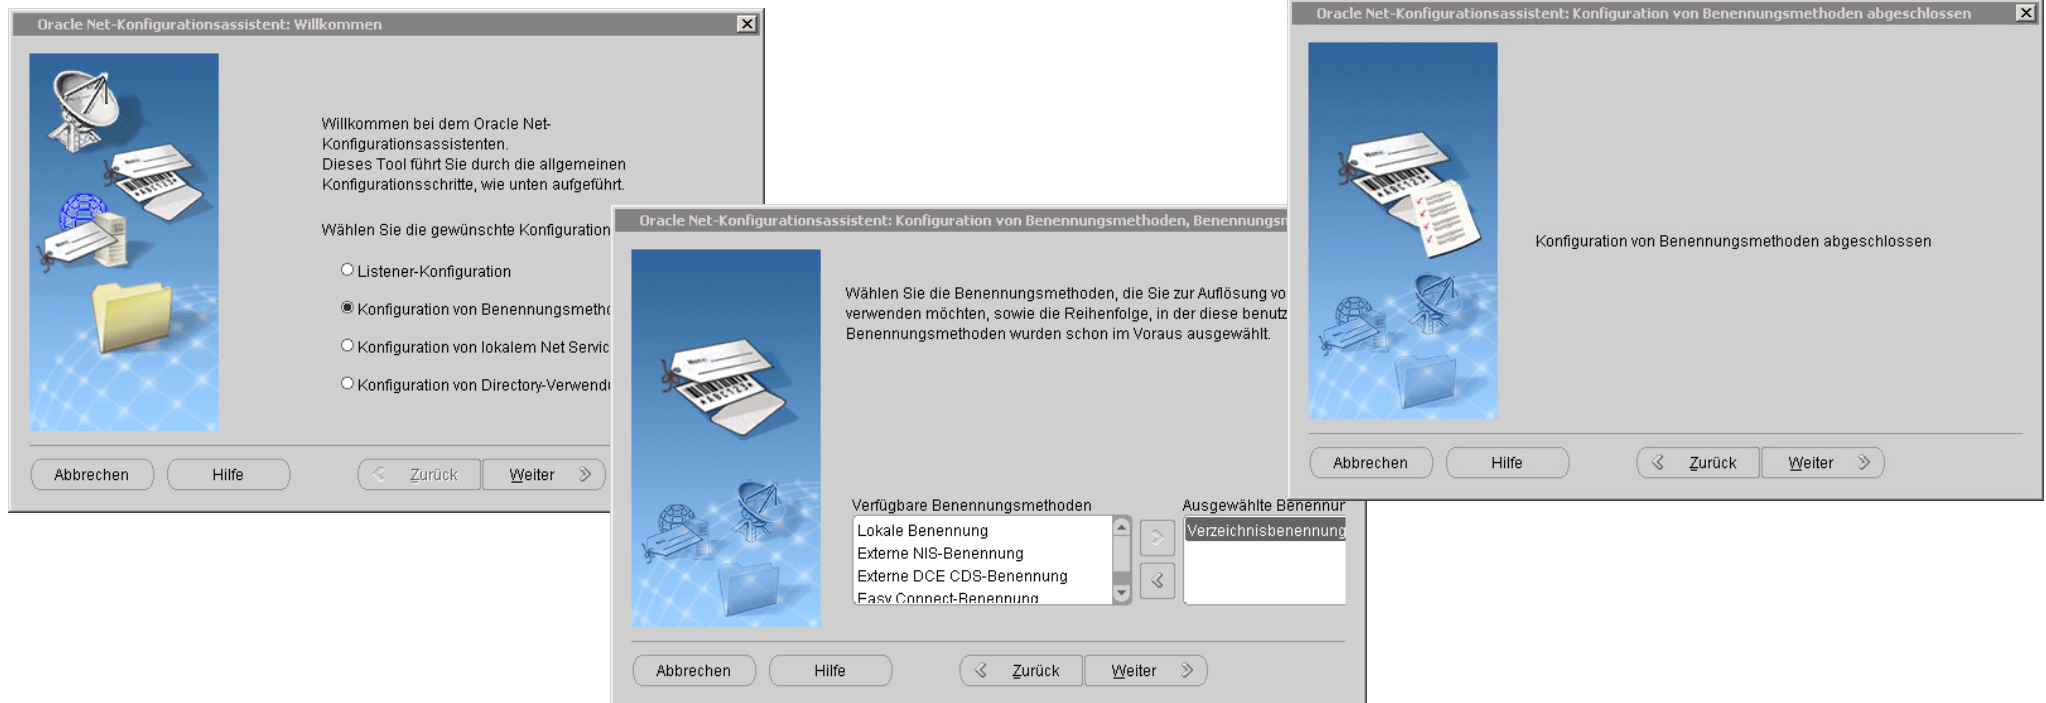 Oracle Net-Konfigurationsassistent: Willkommen
Willkommen bei dem Oracle Net-
Konfigurationsassistenten.
Dieses Tool führt Sie durch die allgemeinen
Konfigurationsschritte, wie unten aufgeführt.
Wählen Sie die gewünschte Konfiguration
Listener-Konfiguration
Konfiguration von Benennungsmetho
Konfiguration von lokalem Net Servic
Konfiguration von Directory-Verwend
Abbrechen
Hilfe
Zurück
Weiter
Oracle Net-Konfigurationsassistent: Konfiguration von Benennungsmethoden, Benennungsm
Wählen Sie die Benennungsmethoden, die Sie zur Auflösung vo
verwenden möchten, sowie die Reihenfolge, in der diese benutz
Benennungsmethoden wurden schon im Voraus ausgewählt.
Verfügbare Benennungsmethoden
Lokale Benennung
Externe NIS-Benennung
Externe DCE CDS-Benennung
Easy Connect-Benennung
Ausgewählte Benennun
Verzeichnisbenennung
Abbrechen
Hilfe
Zurück
Weiter
Oracle Net-Konfigurationsassistent: Konfiguration von Benennungsmethoden abgeschlossen
Konfiguration von Benennungsmethoden abgeschlossen
Abbrechen
Hilfe
Zurück
Weiter